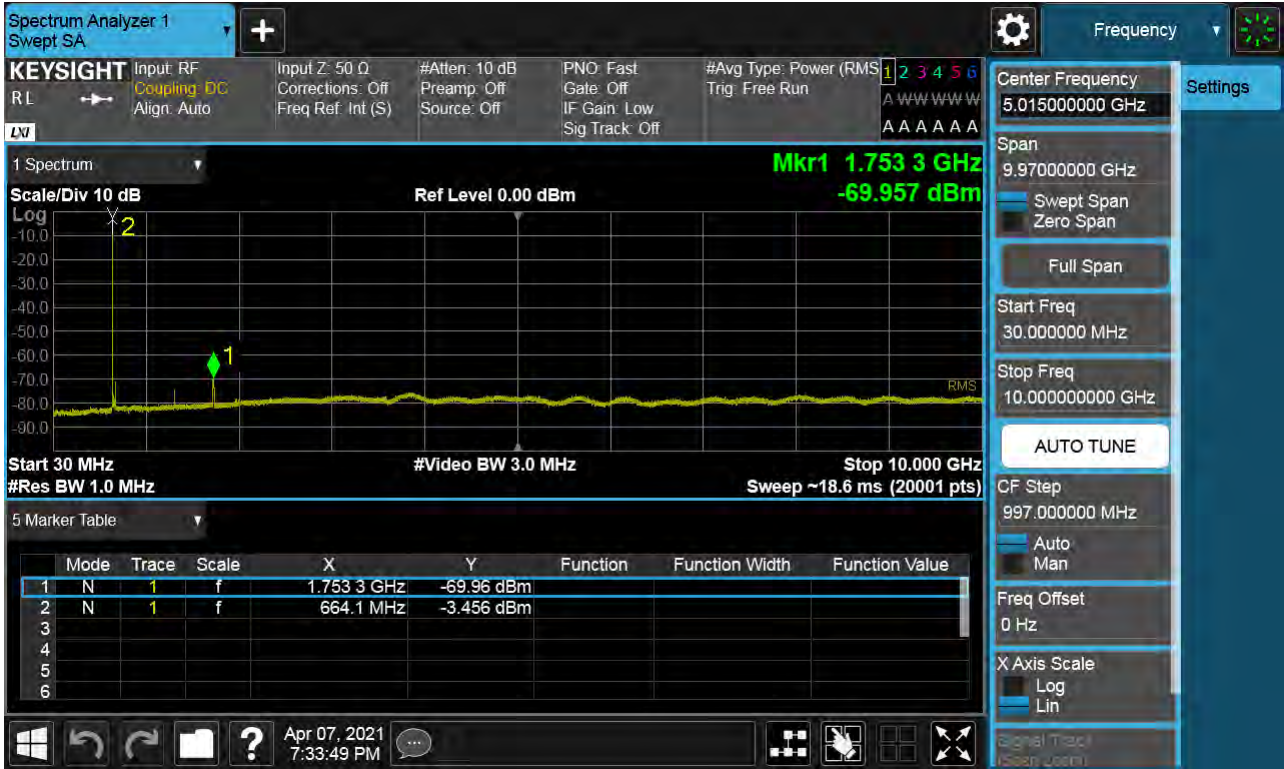 Spectrum Analyzer 1
Swept SA
+
Frequency
KEYSIGHT
R L
LXI
Input: RF
Coupling: DC
Align: Auto
Input Z: 50 Ω
Corrections: Off
Freq Ref: Int (S)
#Atten: 10 dB
Preamp: Off
Source: Off
PNO: Fast
Gate: Off
IF Gain: Low
Sig Track: Off
#Avg Type: Power (RMS
Trig: Free Run
1 2 3 4 5 6
A W W W W W
A A A A A A
1 Spectrum
Mkr1 1.753 3 GHz
-69.957 dBm
Scale/Div 10 dB
Ref Level 0.00 dBm
Log
-10.0
-20.0
-30.0
-40.0
-50.0
-60.0
-70.0
-80.0
-90.0
2
1
RMS
Start 30 MHz
#Video BW 3.0 MHz
Stop 10.000 GHz
#Res BW 1.0 MHz
Sweep ~18.6 ms (20001 pts)
5 Marker Table
Mode Trace Scale X Y Function Function Width Function Value
1 N 1 f 1.753 3 GHz -69.96 dBm
2 N 1 f 664.1 MHz -3.456 dBm
3
4
5
6
?
Apr 07, 2021
7:33:49 PM
Center Frequency
5.015000000 GHz
Settings
Span
9.97000000 GHz
Swept Span
Zero Span
Full Span
Start Freq
30.000000 MHz
Stop Freq
10.000000000 GHz
AUTO TUNE
CF Step
997.000000 MHz
Auto
Man
Freq Offset
0 Hz
X Axis Scale
Log
Lin
Signal Track
(Span Zoom)